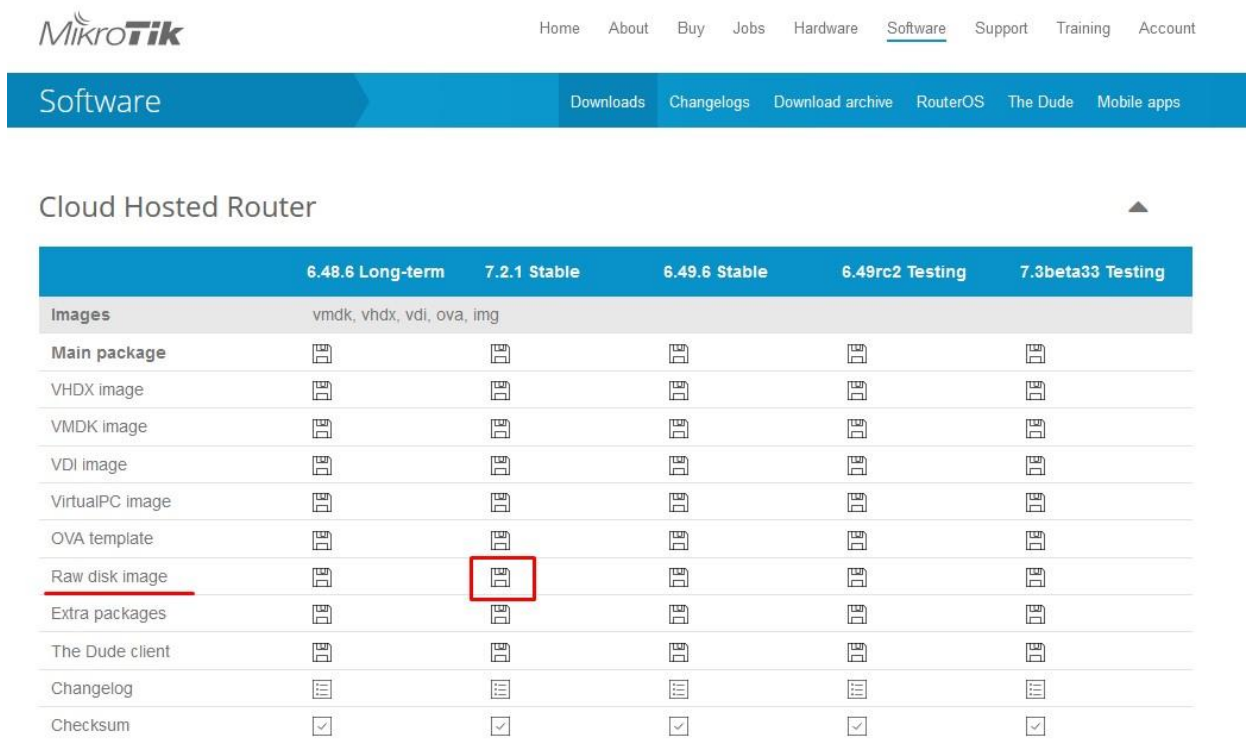 MikroTik
Home About Buy Jobs Hardware Software Support Training Account
Software
Downloads Changelogs Download archive RouterOS The Dude Mobile apps
Cloud Hosted Router
6.48.6 Long-term 7.2.1 Stable 6.49.6 Stable 6.49rc2 Testing 7.3beta33 Testing
Images vmdk, vhdx, vdi, ova, img
Main package
VHDX image
VMDK image
VDI image
VirtualPC image
OVA template
Raw disk image
Extra packages
The Dude client
Changelog
Checksum